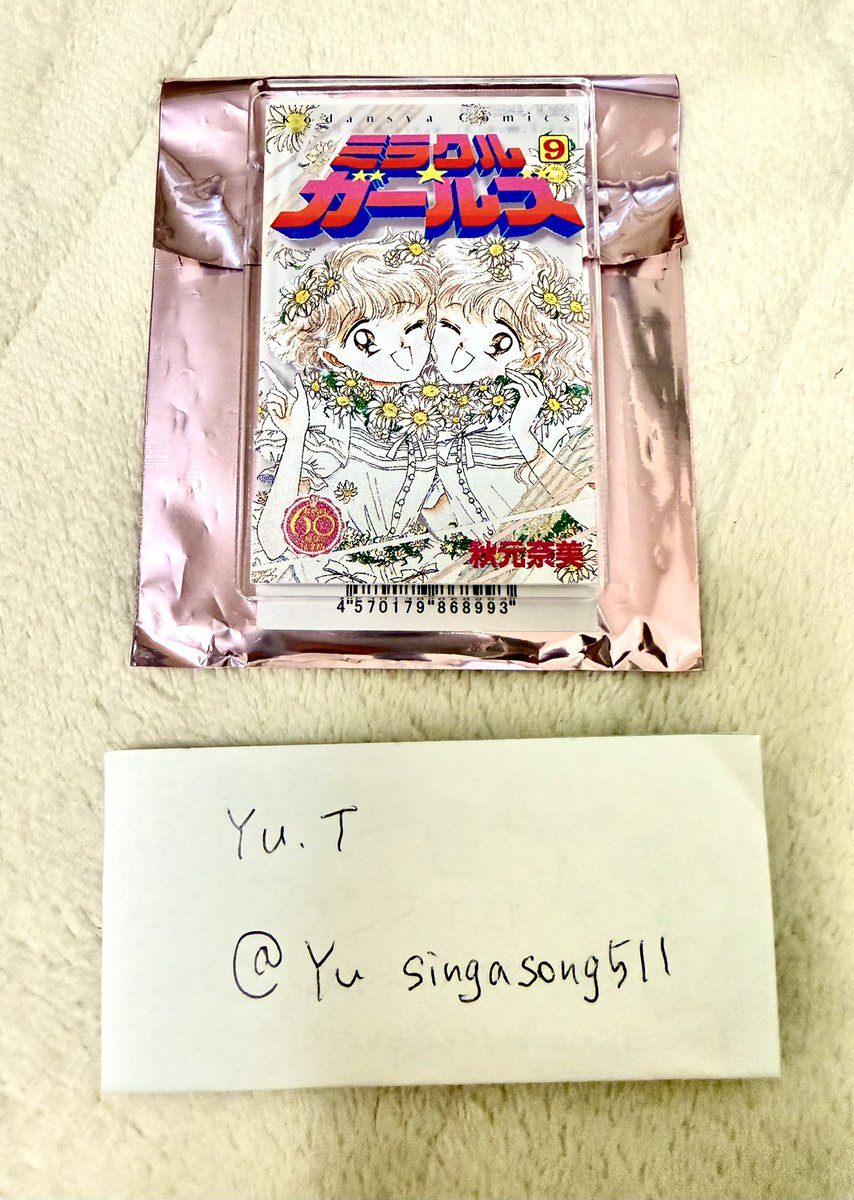 Kodansya Comics
ミラクル
9
ガールズ
60
秋元奈美
4"570179"868993"
Yu.T
@Yu singasong511